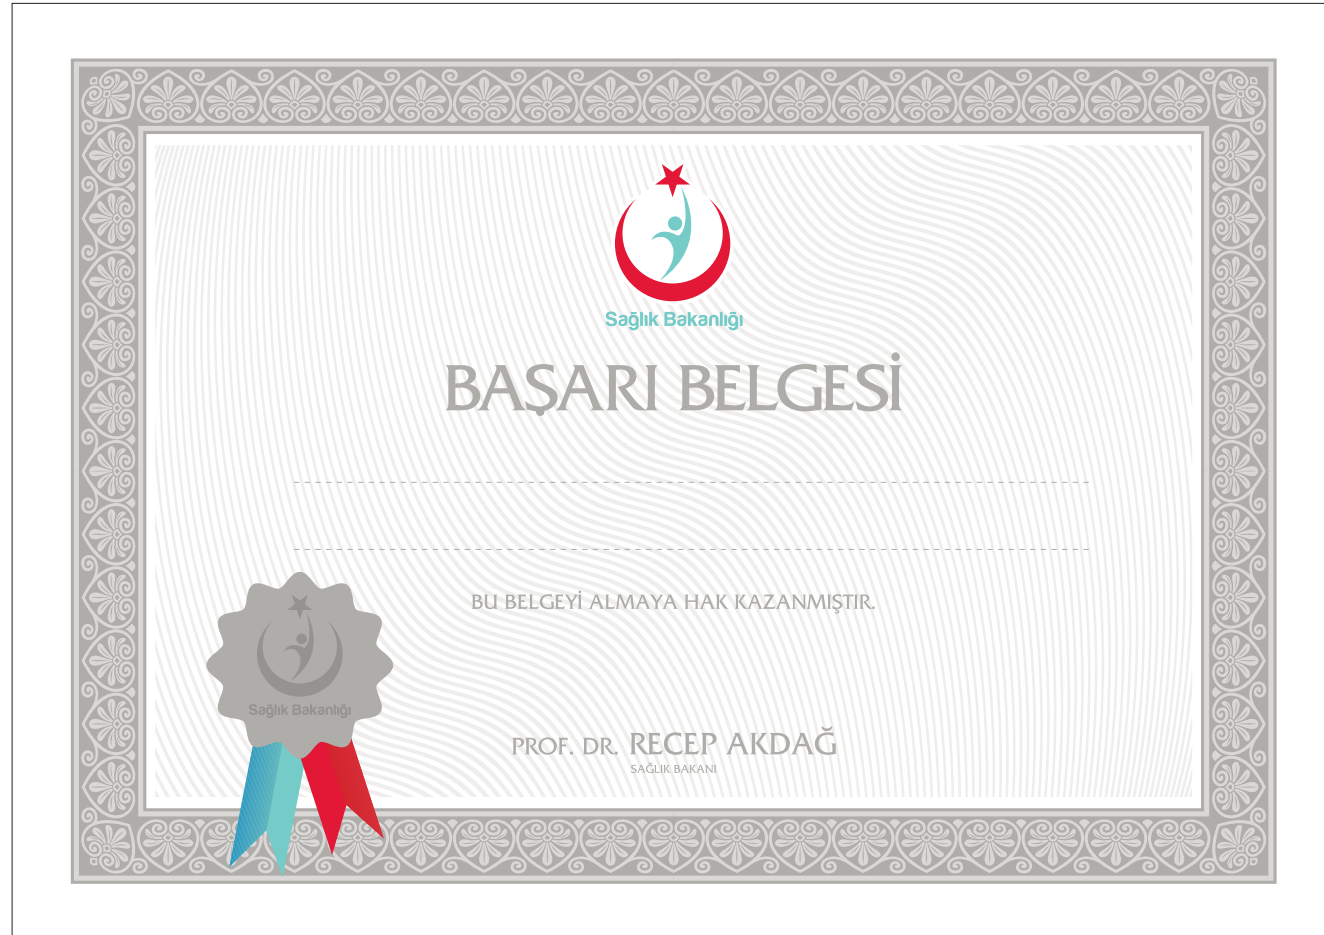 Sağlık Bakanlığı
BAŞARI BELGESİ
BU BELGEYİ ALMAYA HAK KAZANMIŞTIR.
Sağlık Bakanlığı
PROF. DR. RECEP AKDAĞ
SAĞLIK BAKANI